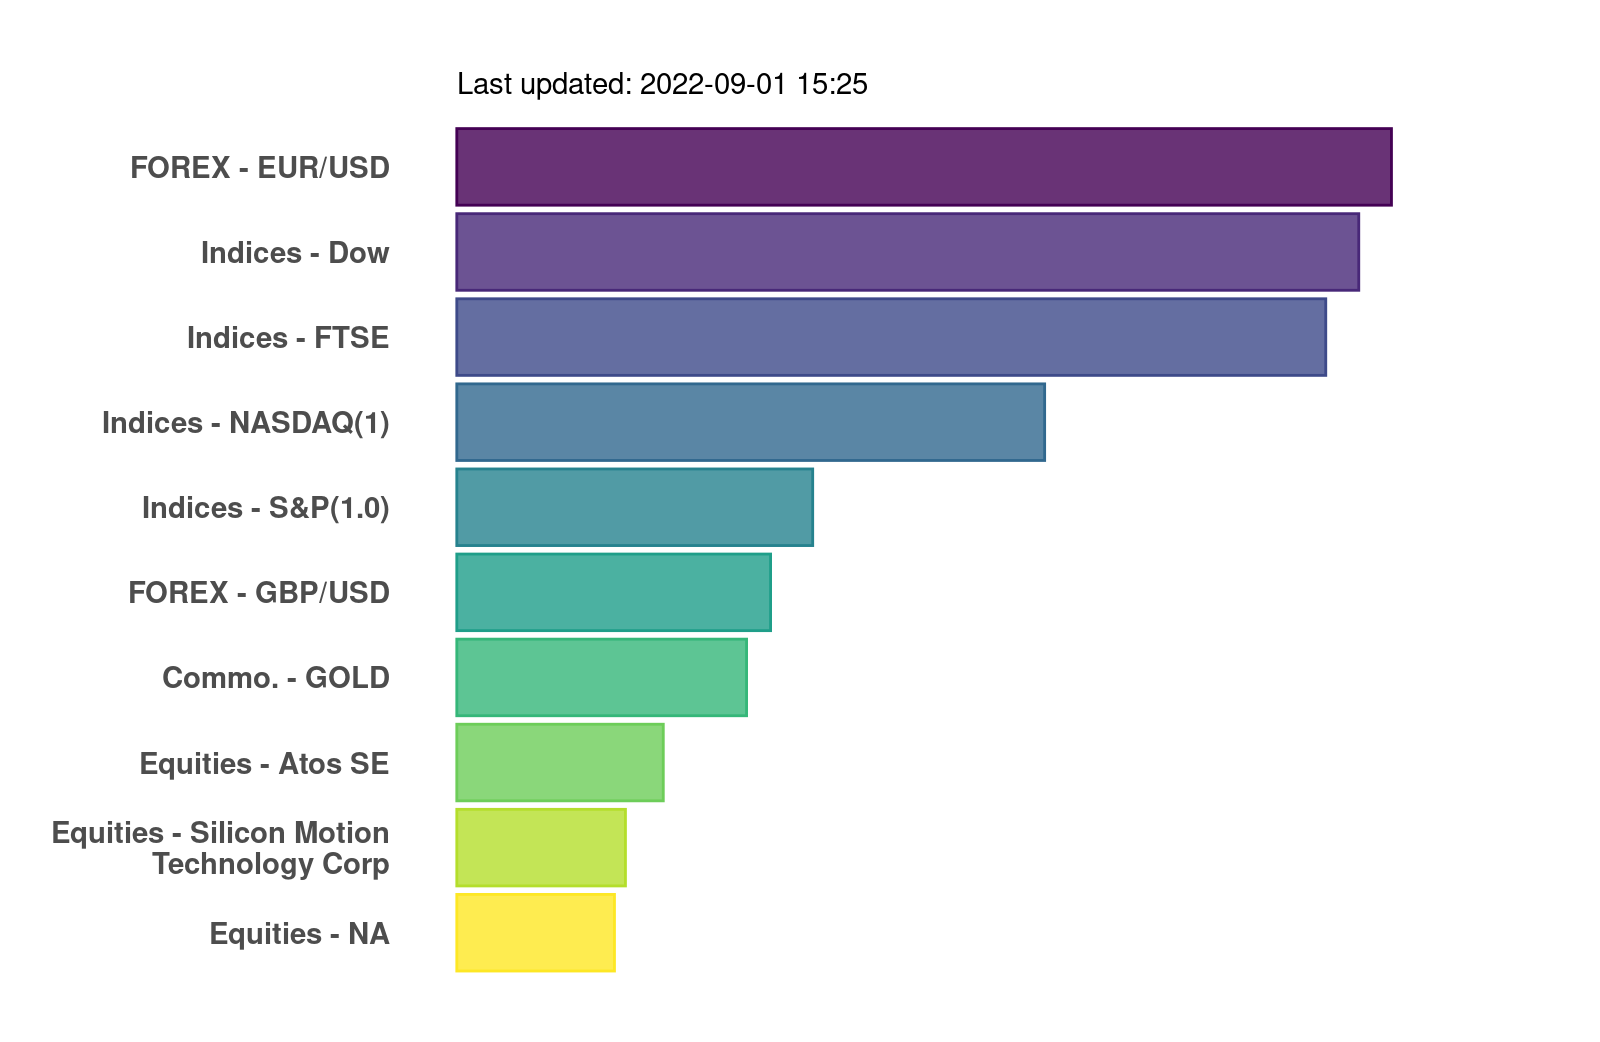 Last updated: 2022-09-01 15:25
FOREX - EUR/USD
Indices - Dow
Indices - FTSE
Indices - NASDAQ(1)
Indices - S&P(1.0)
FOREX - GBP/USD
Commo. - GOLD
Equities - Atos SE
Equities - Silicon Motion
Technology Corp
Equities - NA